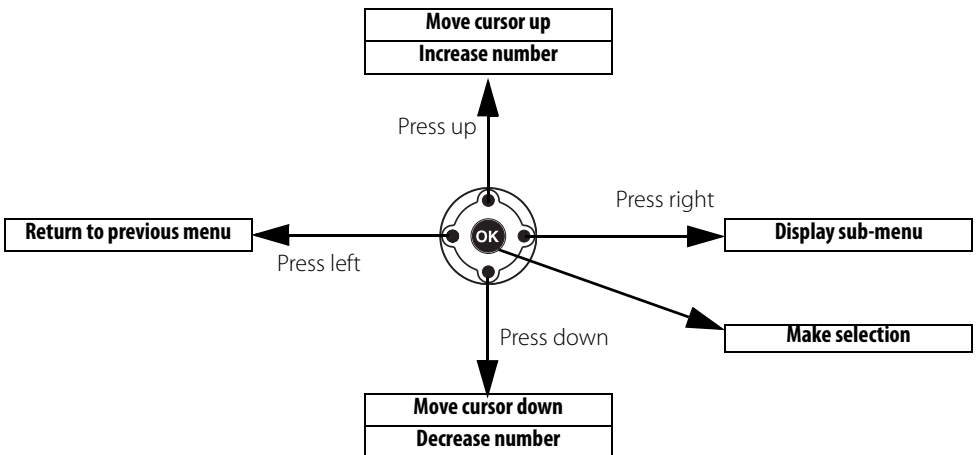 Move cursor up
Increase number
Press up
Press right
Return to previous menu
OK
Display sub-menu
Press left
Make selection
Press down
Move cursor down
Decrease number